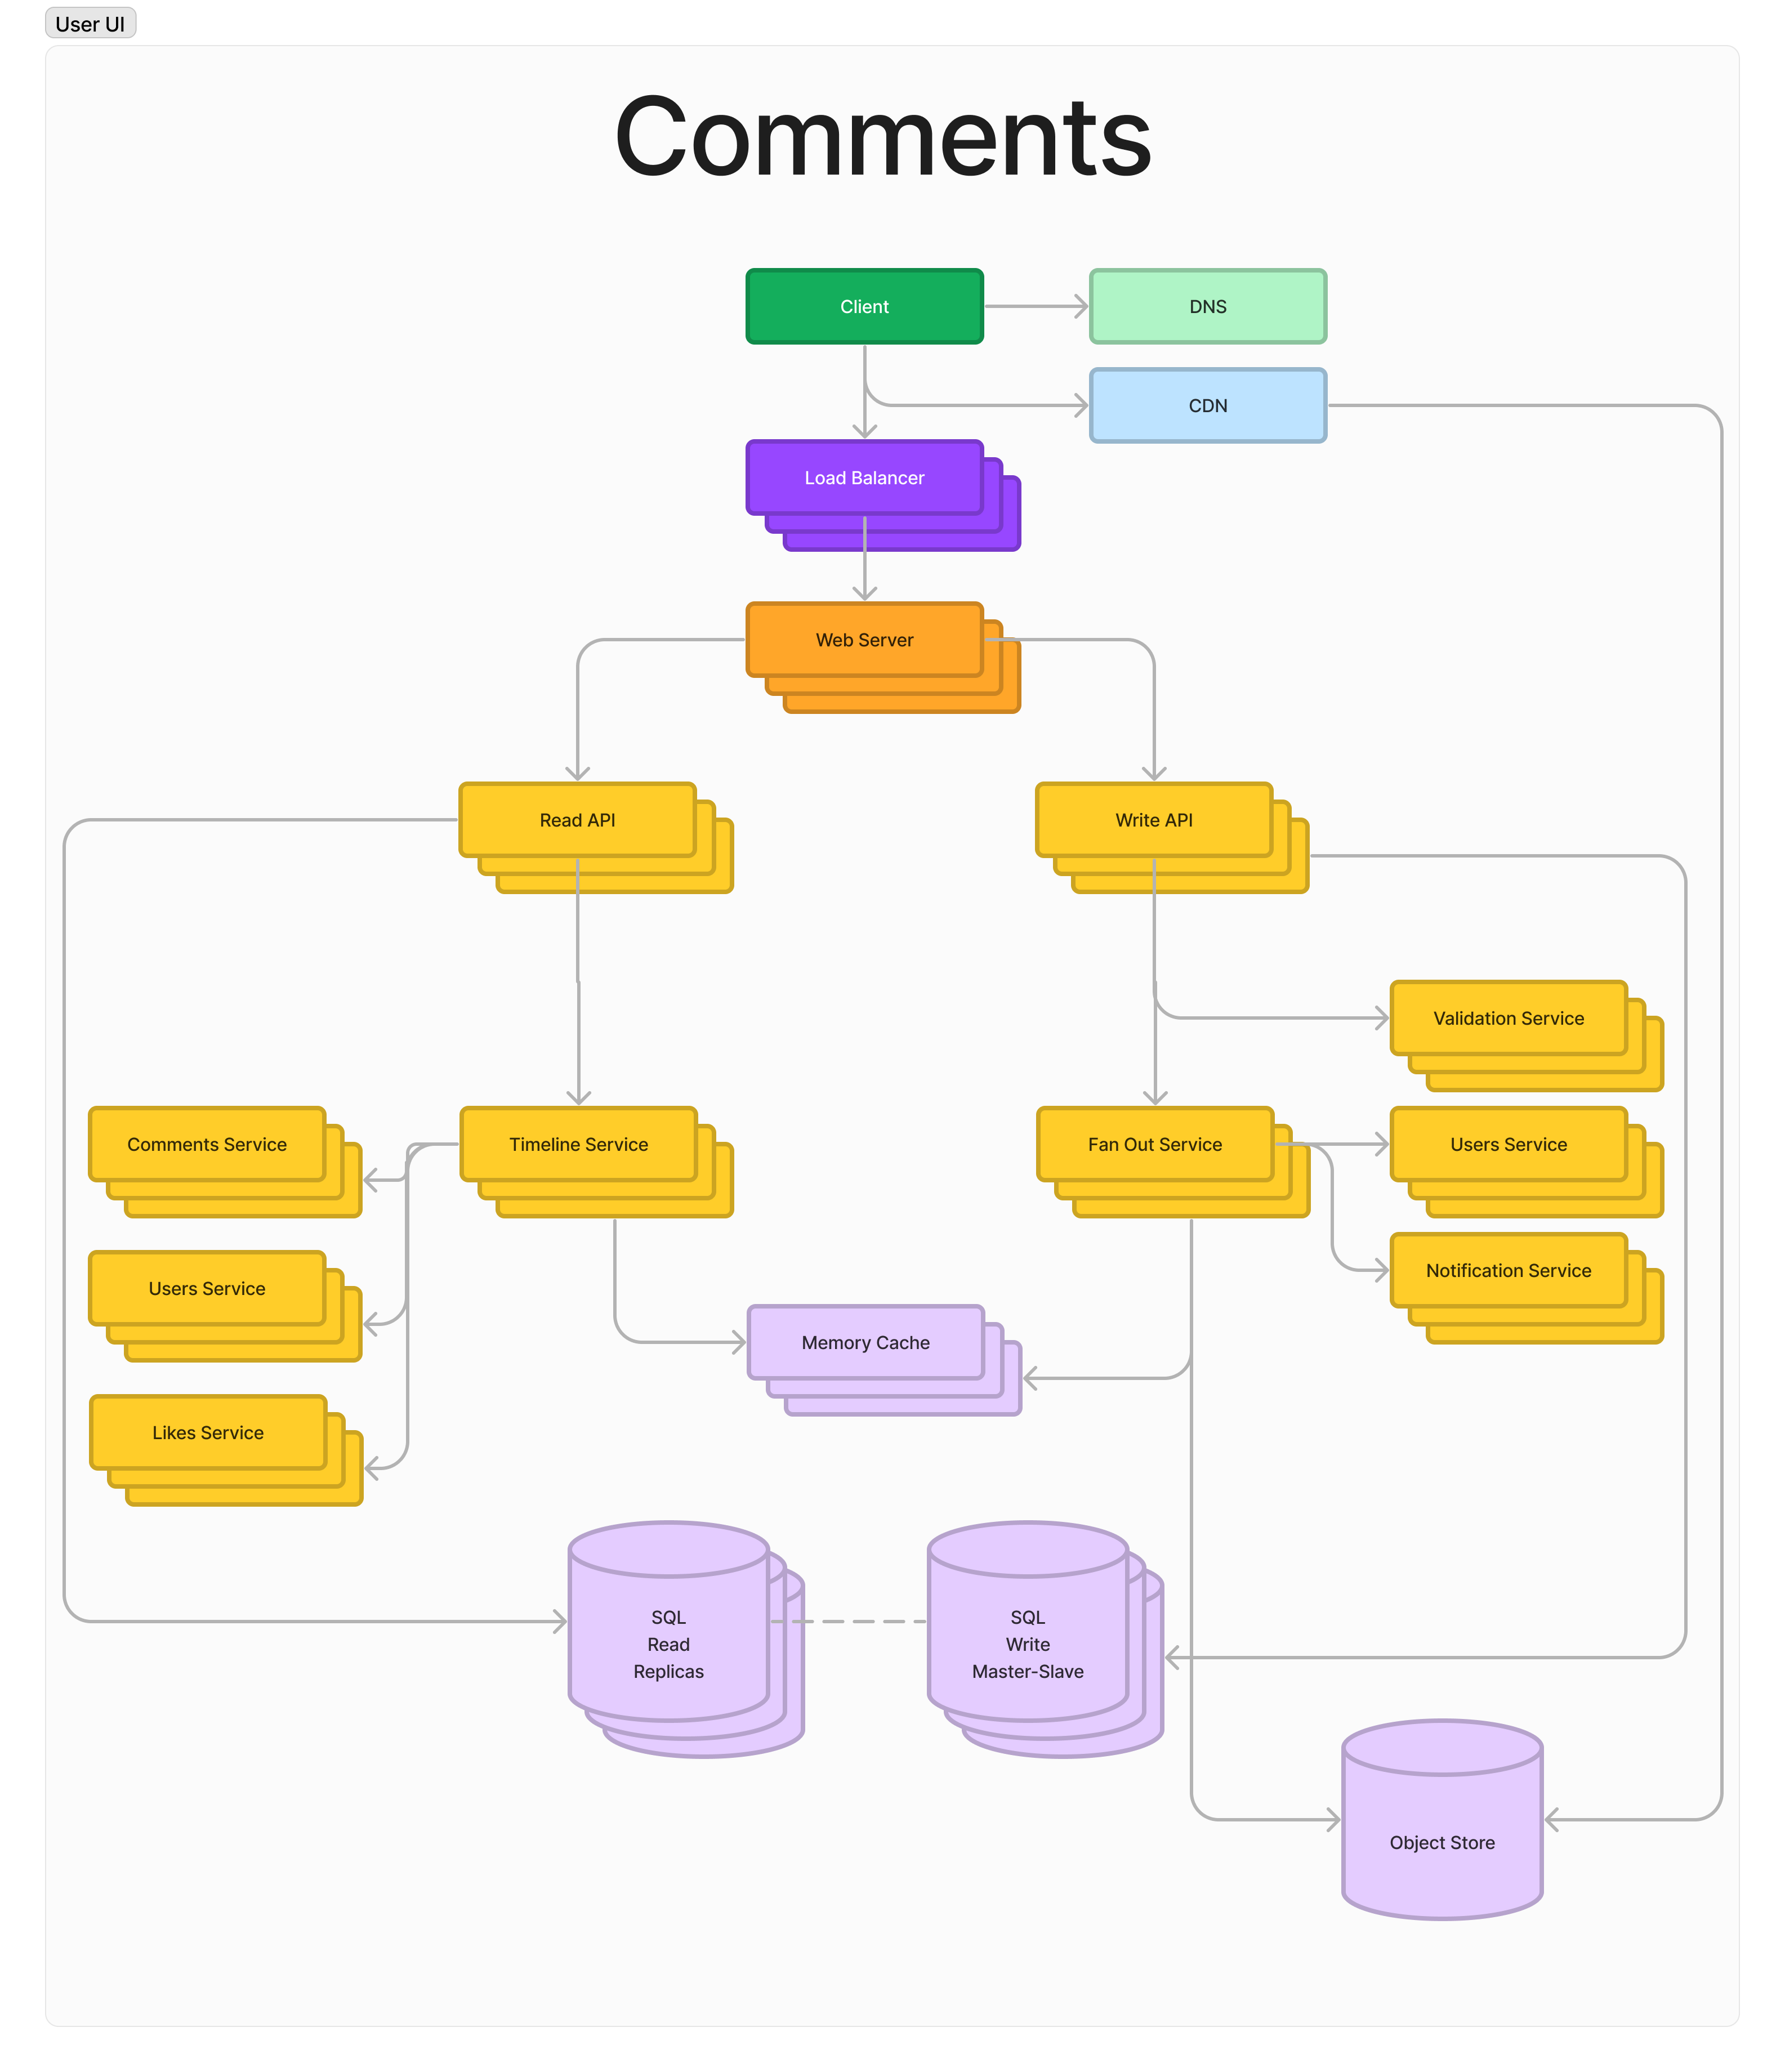 User UI
Comments
Client
DNS
CDN
Load Balancer
Web Server
Read API
Write API
Validation Service
Comments Service
Timeline Service
Fan Out Service
Users Service
Users Service
Notification Service
Memory Cache
Likes Service
SQL
Read
Replicas
SQL
Write
Master-Slave
Object Store